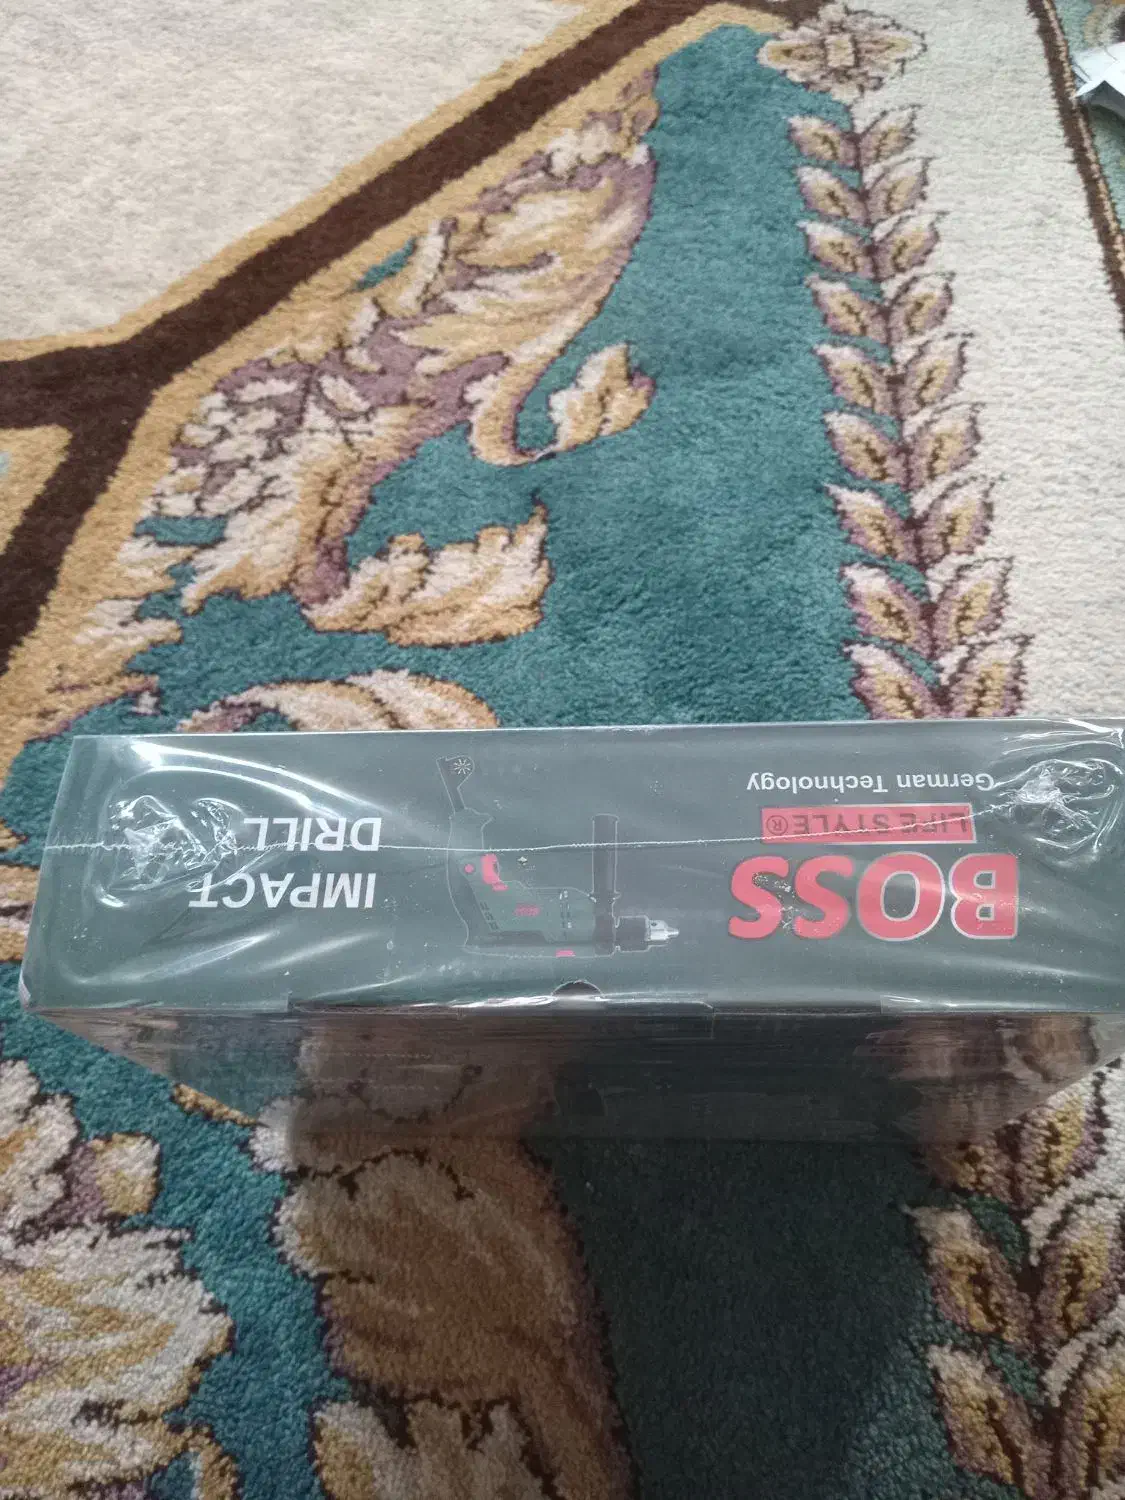 BOSS
LIFE STYLE®
German Technology
IMPACT
DRILL